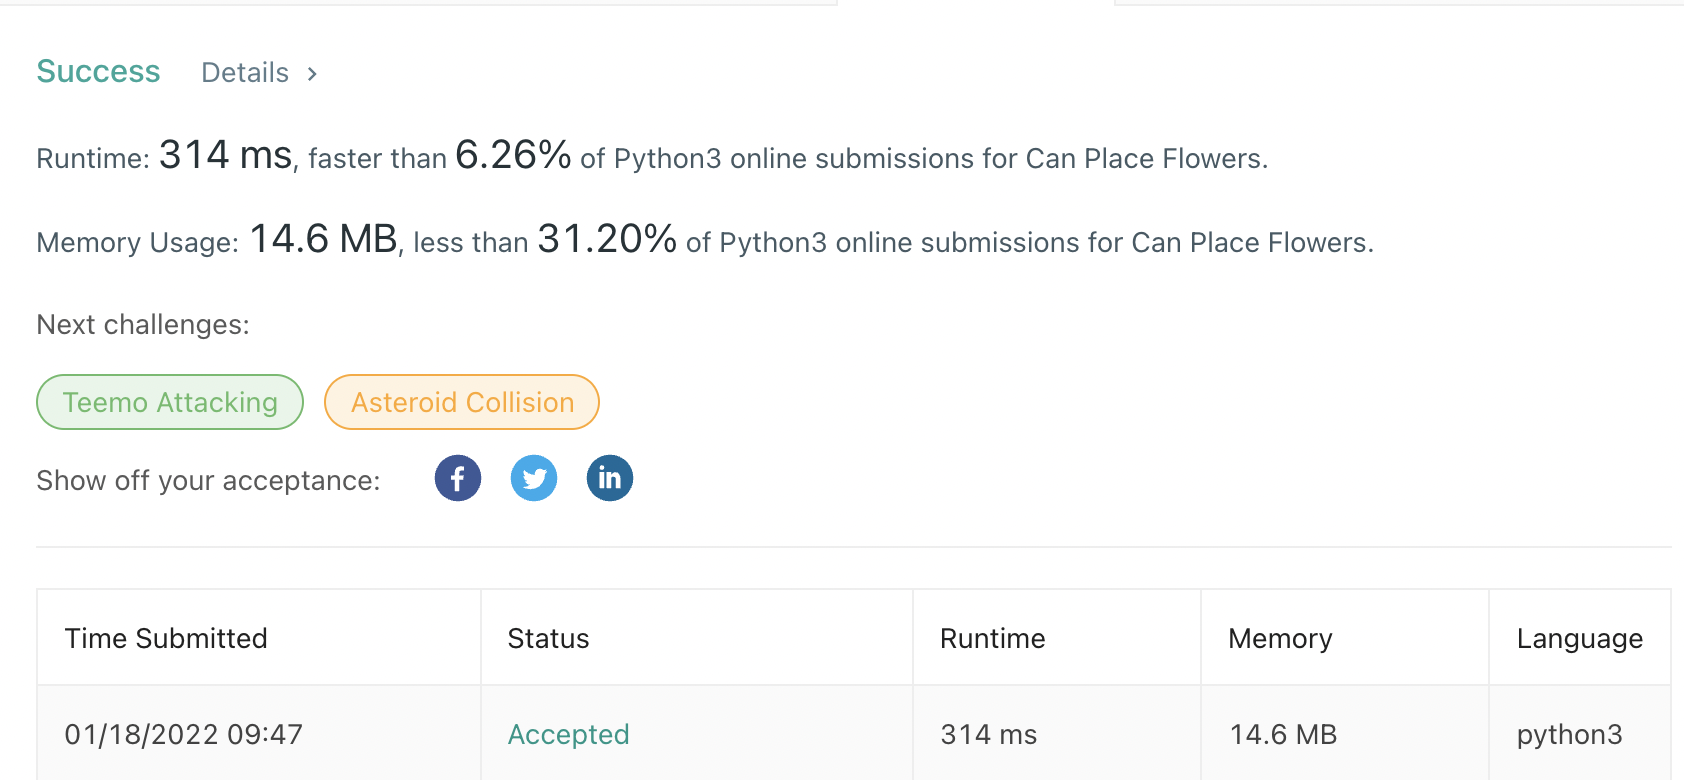 Success Details >
Runtime: 314 ms, faster than 6.26% of Python3 online submissions for Can Place Flowers.
Memory Usage: 14.6 MB, less than 31.20% of Python3 online submissions for Can Place Flowers.
Next challenges:
Teemo Attacking Asteroid Collision
Show off your acceptance: f in
Time Submitted Status Runtime Memory Language
01/18/2022 09:47 Accepted 314 ms 14.6 MB python3